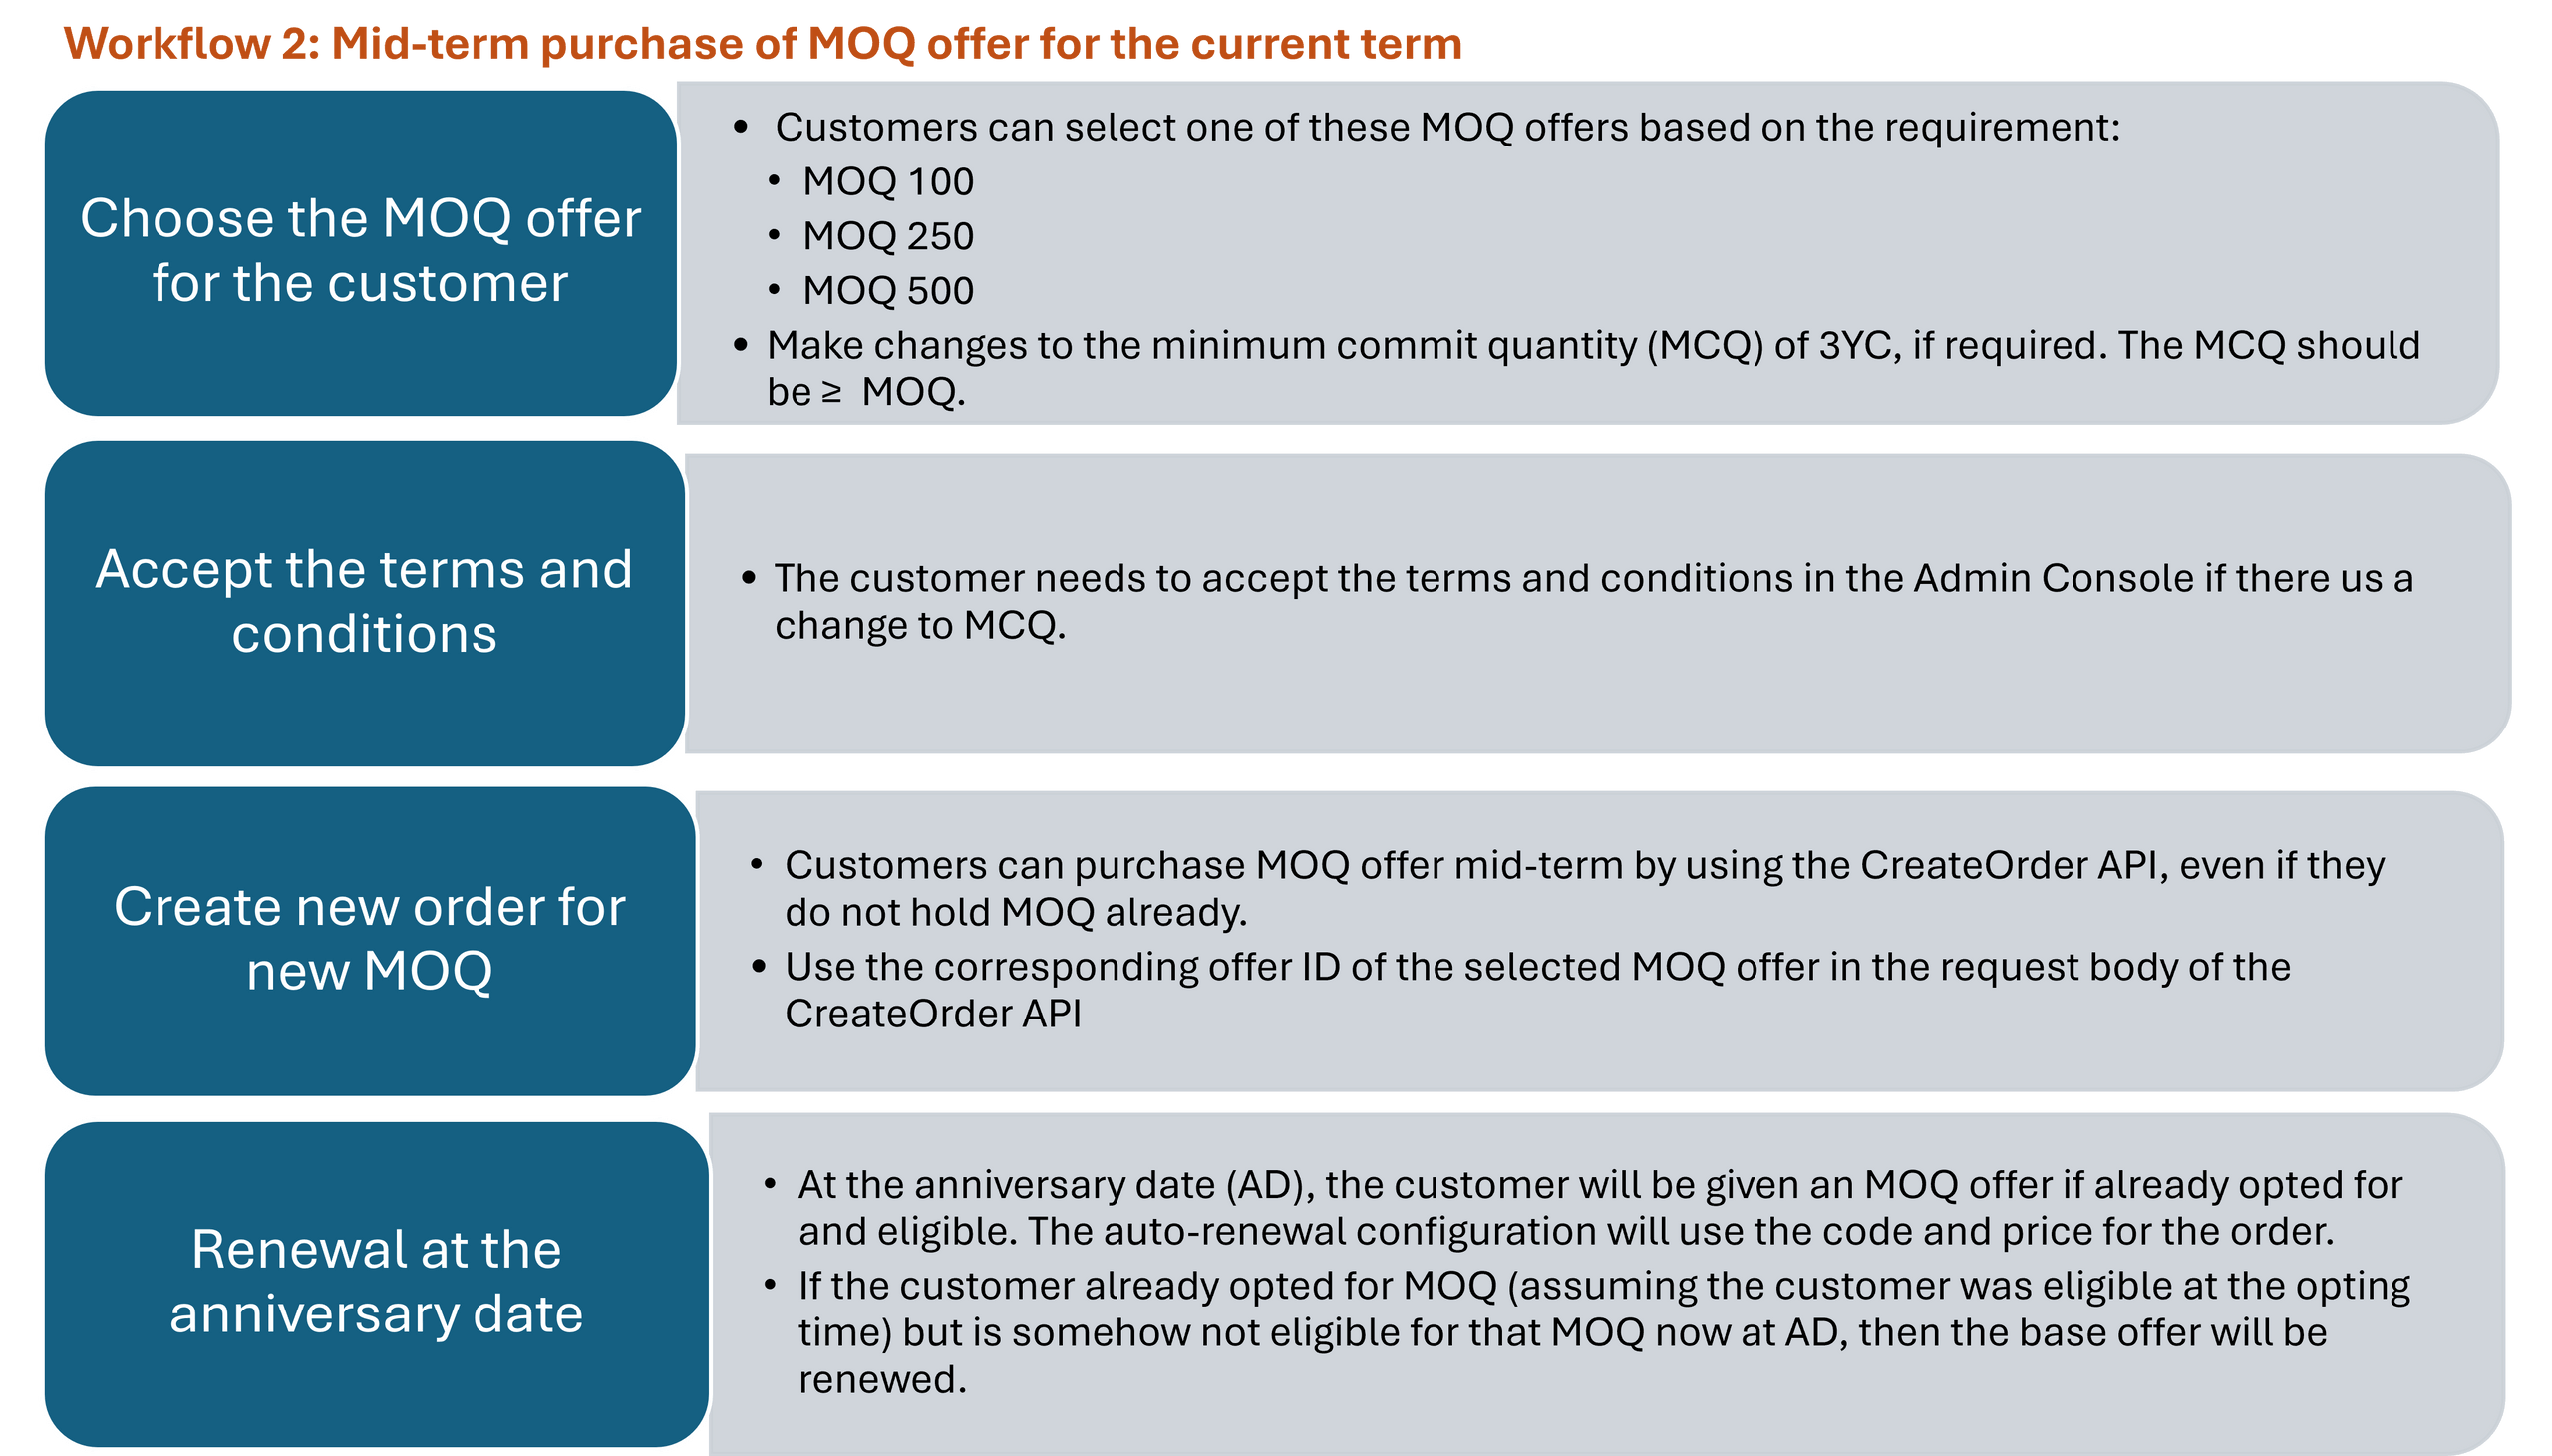 Workflow 2: Mid-term purchase of MOQ offer for the current term
Choose the MOQ offer
for the customer
• Customers can select one of these MOQ offers based on the requirement:
• MOQ 100
• MOQ 250
• MOQ 500
• Make changes to the minimum commit quantity (MCQ) of 3YC, if required. The MCQ should
be ≥ MOQ.
Accept the terms and
conditions
• The customer needs to accept the terms and conditions in the Admin Console if there us a
change to MCQ.
Create new order for
new MOQ
• Customers can purchase MOQ offer mid-term by using the CreateOrder API, even if they
do not hold MOQ already.
• Use the corresponding offer ID of the selected MOQ offer in the request body of the
CreateOrder API
Renewal at the
anniversary date
• At the anniversary date (AD), the customer will be given an MOQ offer if already opted for
and eligible. The auto-renewal configuration will use the code and price for the order.
• If the customer already opted for MOQ (assuming the customer was eligible at the opting
time) but is somehow not eligible for that MOQ now at AD, then the base offer will be
renewed.